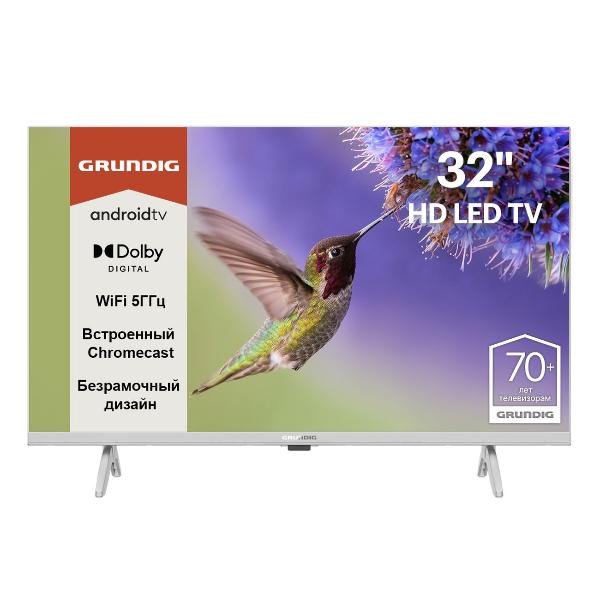 GRUNDIG
androidtv
Dolby
DIGITAL
WiFi 5ГГц
Встроенный
Chromecast
Безрамочный
дизайн
32"
HD LED TV
70+
лет
телевизорам
GRUNDIG
GRUNDIG